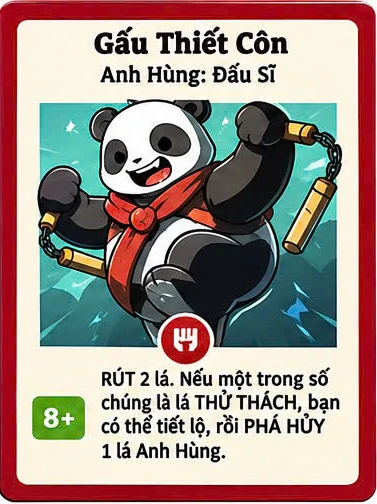 Gấu Thiết Côn
Anh Hùng: Đấu Sĩ
RÚT 2 lá. Nếu một trong số
chúng là lá THỬ THÁCH, bạn
có thể tiết lộ, rồi PHÁ HỦY
1 lá Anh Hùng.
8+